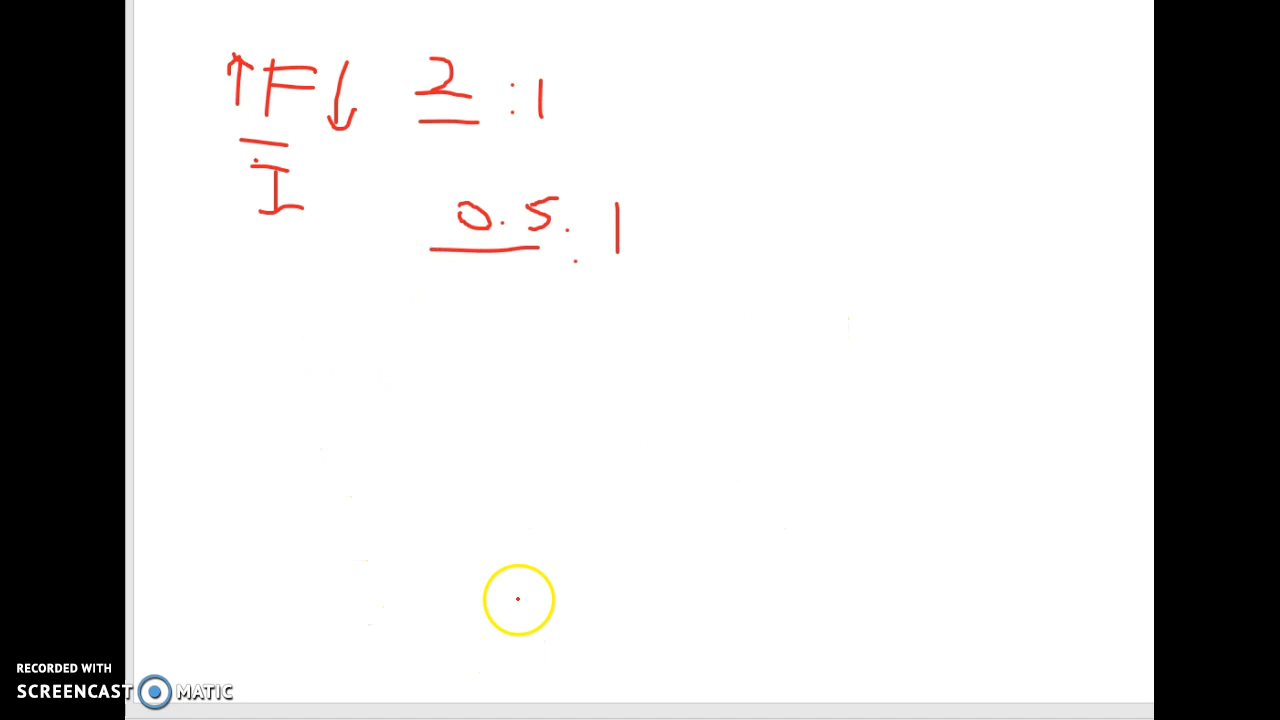 ↑F↓ 2 : 1
I
0.5 : 1
RECORDED WITH
SCREENCAST MATIC